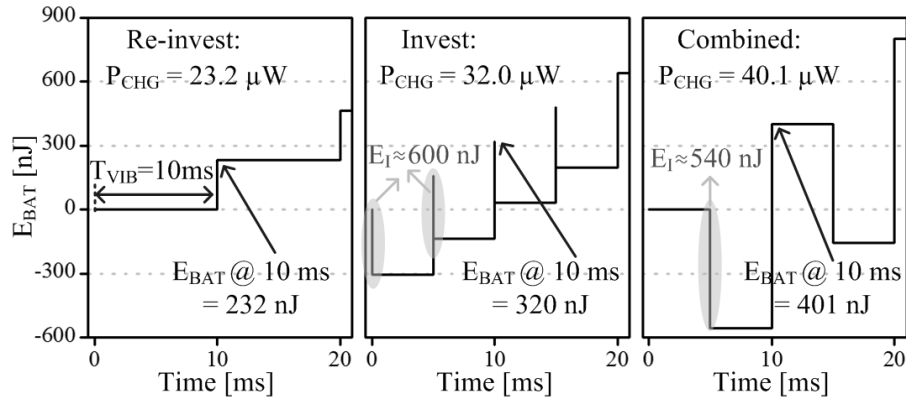 900
600
300
0
-300
-600
E_BAT [nJ]
Re-invest:
P_CHG = 23.2 μW
T_VIB=10ms
E_BAT @ 10 ms
= 232 nJ
0 10 20
Time [ms]
Invest:
P_CHG = 32.0 μW
E_I≈600 nJ
E_BAT @ 10 ms
= 320 nJ
0 10 20
Time [ms]
Combined:
P_CHG = 40.1 μW
E_I≈540 nJ
E_BAT @ 10 ms
= 401 nJ
0 10 20
Time [ms]